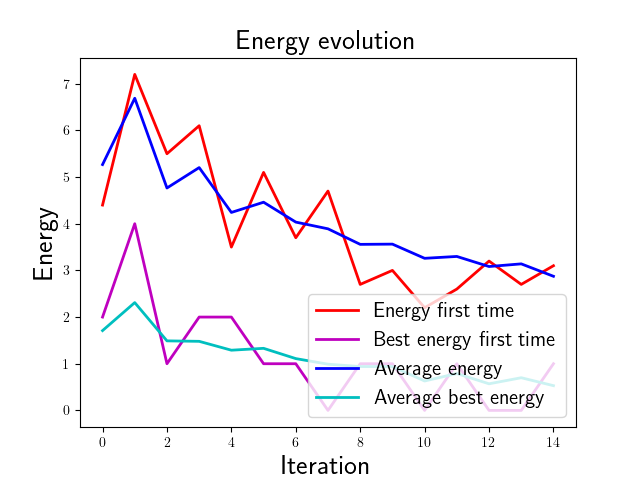 Energy evolution
7
6
5
4
3
2
1
0
Energy
Energy first time
Best energy first time
Average energy
Average best energy
0 2 4 6 8 10 12 14
Iteration